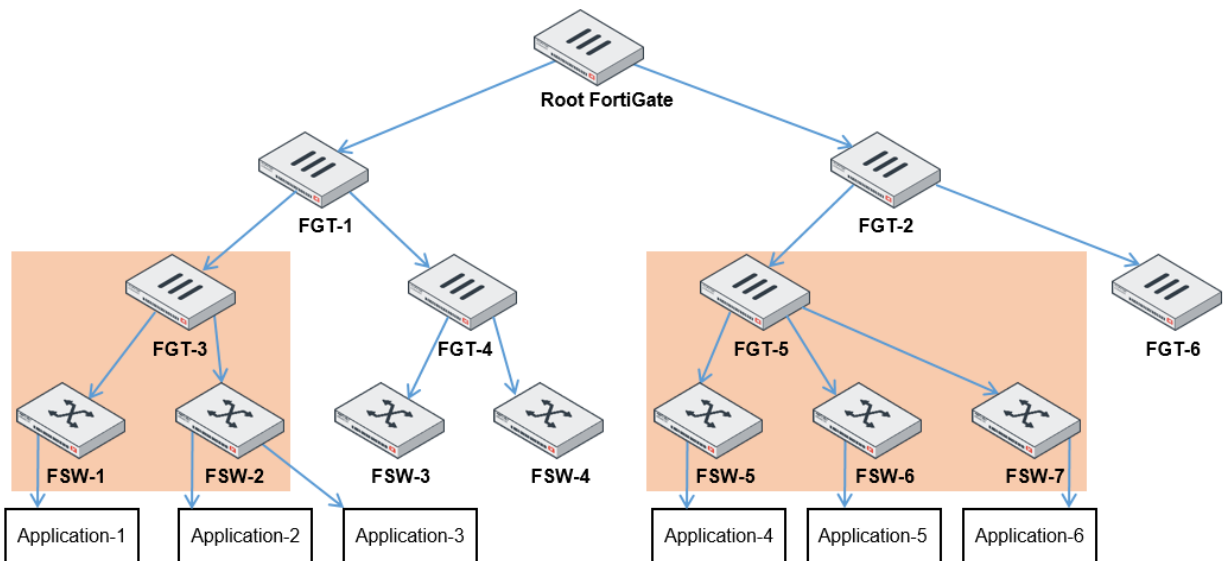 Root FortiGate
FGT-1
FGT-2
FGT-3
FGT-4
FGT-5
FGT-6
FSW-1
FSW-2
FSW-3
FSW-4
FSW-5
FSW-6
FSW-7
Application-1
Application-2
Application-3
Application-4
Application-5
Application-6